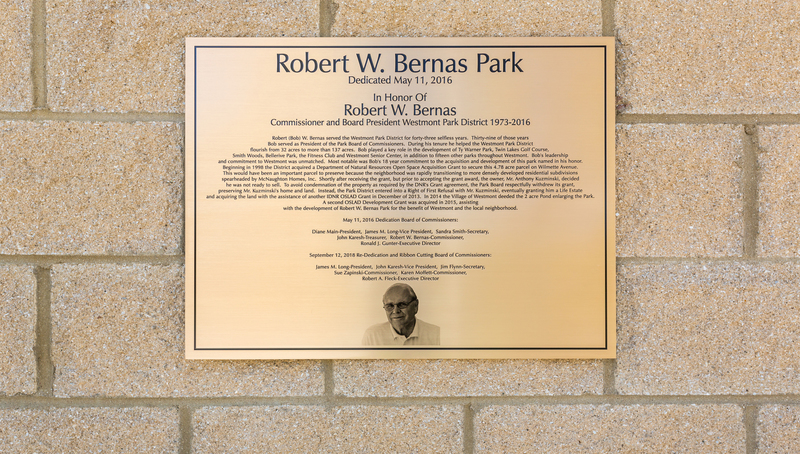 Robert W. Bernas Park
Dedicated May 11, 2016
In Honor Of
Robert W. Bernas
Commissioner and Board President Westmont Park District 1973-2016
Robert (Bob) W. Bernas served the Westmont Park District for forty-three selfless years. Thirty-nine of those years
Bob served as President of the Park Board of Commissioners. During his tenure he helped the Westmont Park District
flourish from 32 acres to more than 137 acres. Bob played a key role in the development of Ty Warner Park, Twin Lakes Golf Course,
Smith Woods, Bellerive Park, the Fitness Club and Westmont Senior Center, in addition to fifteen other parks throughout Westmont. Bob's leadership
and commitment to Westmont was unmatched. Most notable was Bob's 18 year commitment to the acquisition and development of this park named in his honor.
Beginning in 1998 the District acquired a Department of Natural Resources Open Space Acquisition Grant to secure this 4.78 acre parcel on Wilmette Avenue.
This would have been an important parcel to preserve because the neighborhood was rapidly transitioning to more densely developed residential subdivisions
spearheaded by McNaughton Homes, Inc. Shortly after receiving the grant, but prior to accepting the grant award, the owner, Mr. Anthony Kuzminski, decided
he was not ready to sell. To avoid condemnation of the property as required by the DNR's Grant agreement, the Park Board respectfully withdrew its grant,
preserving Mr. Kuzminski's home and land. Instead, the Park District entered into a Right of First Refusal with Mr. Kuzminski, eventually granting him a Life Estate
and acquiring the land with the assistance of another IDNR OSLAD Grant in December of 2013. In 2014 the Village of Westmont deeded the 2 acre Pond enlarging the Park.
A second OSLAD Development Grant was acquired in 2015, assisting
with the development of Robert W. Bernas Park for the benefit of Westmont and the local neighborhood.
May 11, 2016 Dedication Board of Commissioners:
Diane Main-President, James M. Long-Vice President, Sandra Smith-Secretary,
John Karesh-Treasurer, Robert W. Bernas-Commissioner,
Ronald J. Gunter-Executive Director
September 12, 2018 Re-Dedication and Ribbon Cutting Board of Commissioners:
James M. Long-President, John Karesh-Vice President, Jim Flynn-Secretary,
Sue Zapinski-Commissioner, Karen Moffett-Commissioner,
Robert A. Fleck-Executive Director